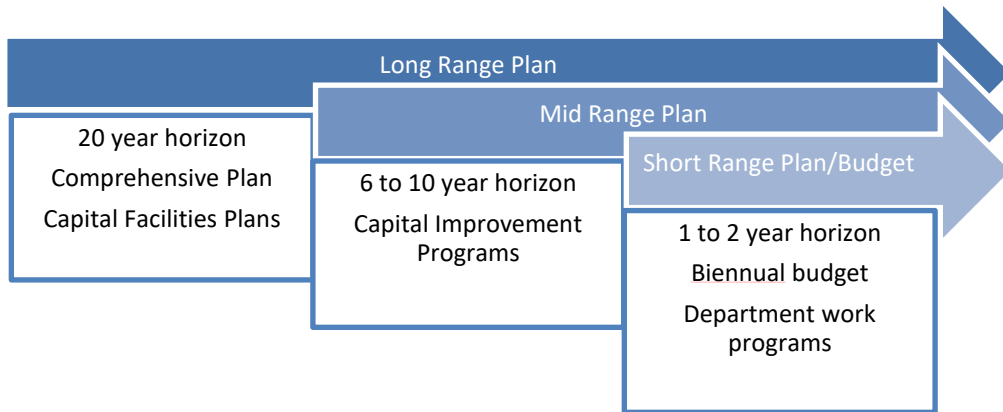 Long Range Plan
Mid Range Plan
Short Range Plan/Budget
20 year horizon
Comprehensive Plan
Capital Facilities Plans
6 to 10 year horizon
Capital Improvement
Programs
1 to 2 year horizon
Biennual budget
Department work
programs